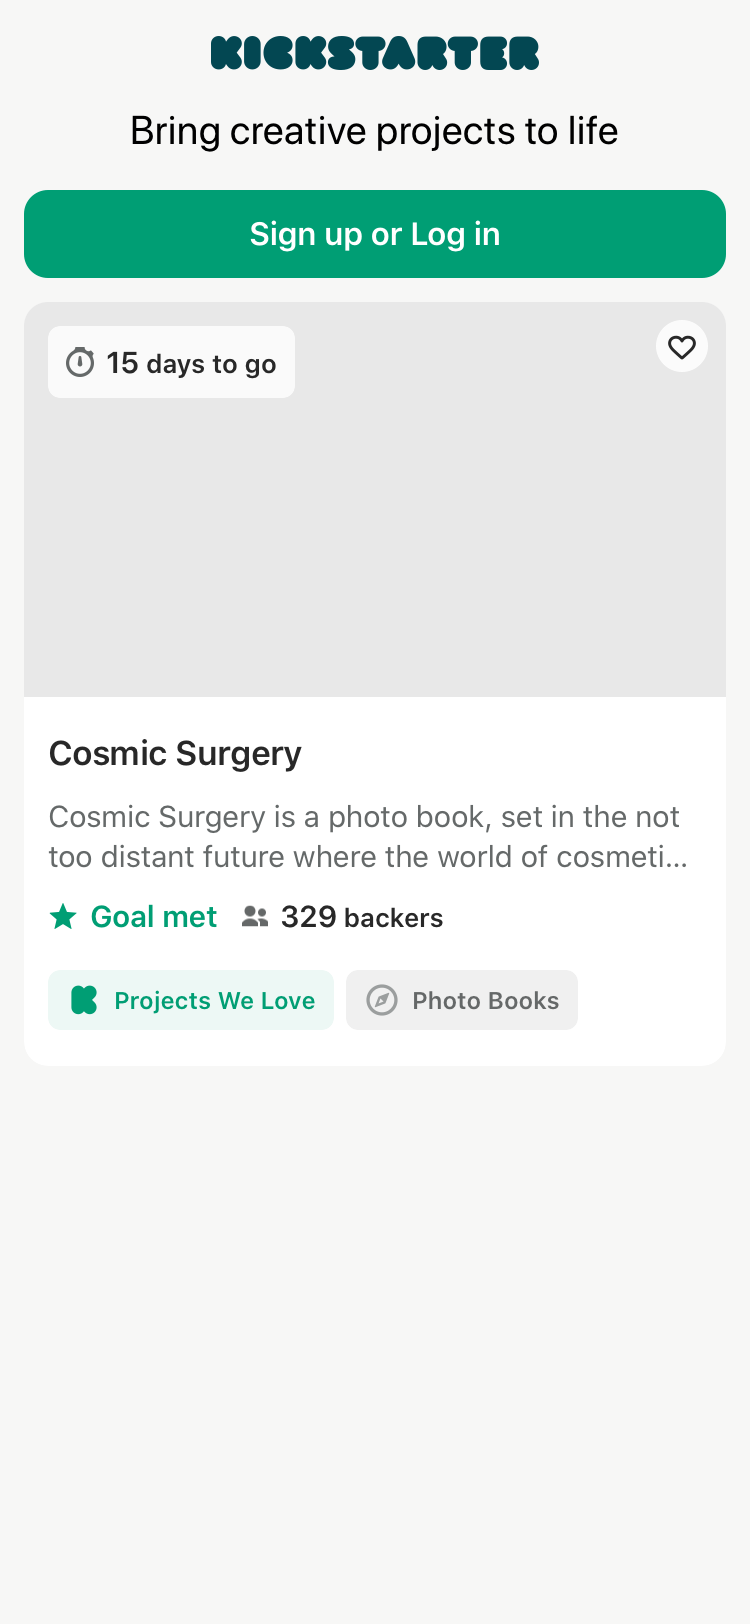 KICKSTARTER
Bring creative projects to life
Sign up or Log in
15 days to go
Cosmic Surgery
Cosmic Surgery is a photo book, set in the not
too distant future where the world of cosmeti...
Goal met 329 backers
Projects We Love Photo Books